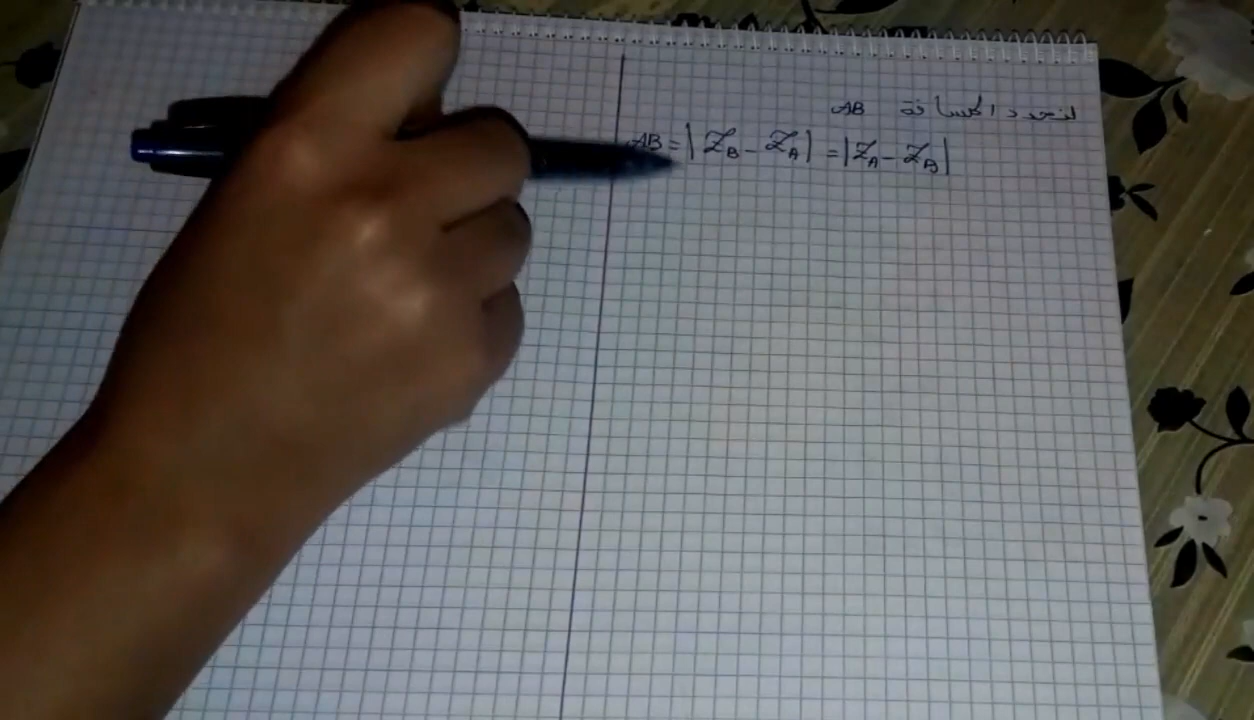 لنحدد المسافة AB
AB = |Z_B - Z_A| = |Z_A - Z_B|